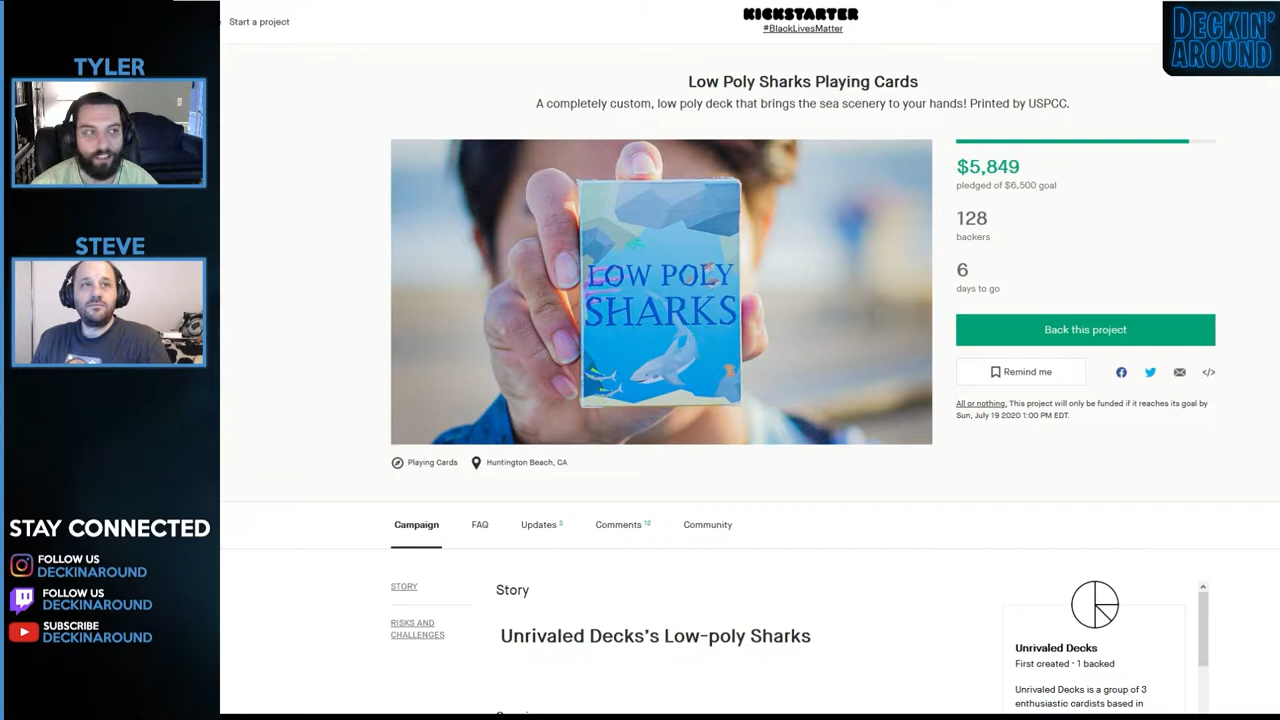 Start a project
KICKSTARTER
#BlackLivesMatter
DECKIN'
AROUND
TYLER
STEVE
Low Poly Sharks Playing Cards
A completely custom, low poly deck that brings the sea scenery to your hands! Printed by USPCC.
LOW POLY
SHARKS
$5,849
pledged of $6,500 goal
128
backers
6
days to go
Back this project
Remind me
All or nothing. This project will only be funded if it reaches its goal by
Sun, July 19 2020 1:00 PM EDT.
Playing Cards
Huntington Beach, CA
Campaign
FAQ
Updates 3
Comments 12
Community
STORY
RISKS AND
CHALLENGES
Story
Unrivaled Decks's Low-poly Sharks
Unrivaled Decks
First created · 1 backed
Unrivaled Decks is a group of 3
enthusiastic cardists based in
STAY CONNECTED
FOLLOW US
DECKINAROUND
FOLLOW US
DECKINAROUND
SUBSCRIBE
DECKINAROUND